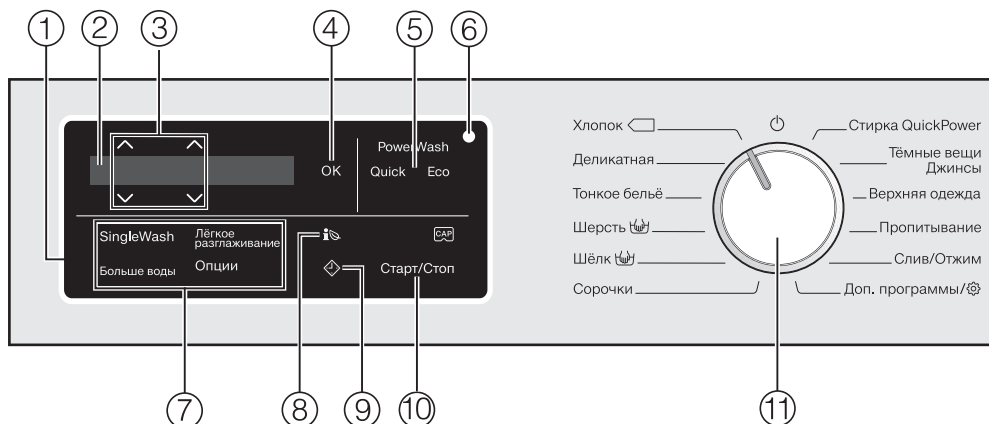 ① ② ③ ④ ⑤ ⑥
PowerWash
OK
Quick Eco
SingleWash
Лёгкое
разглаживание
CAP
Больше воды
Опции
Старт/Стоп
Хлопок
Деликатная
Тонкое бельё
Шерсть
Шёлк
Сорочки
Стирка QuickPower
Тёмные вещи
Джинсы
Верхняя одежда
Пропитывание
Слив/Отжим
Доп. программы/
⑦ ⑧ ⑨ ⑩ ⑪